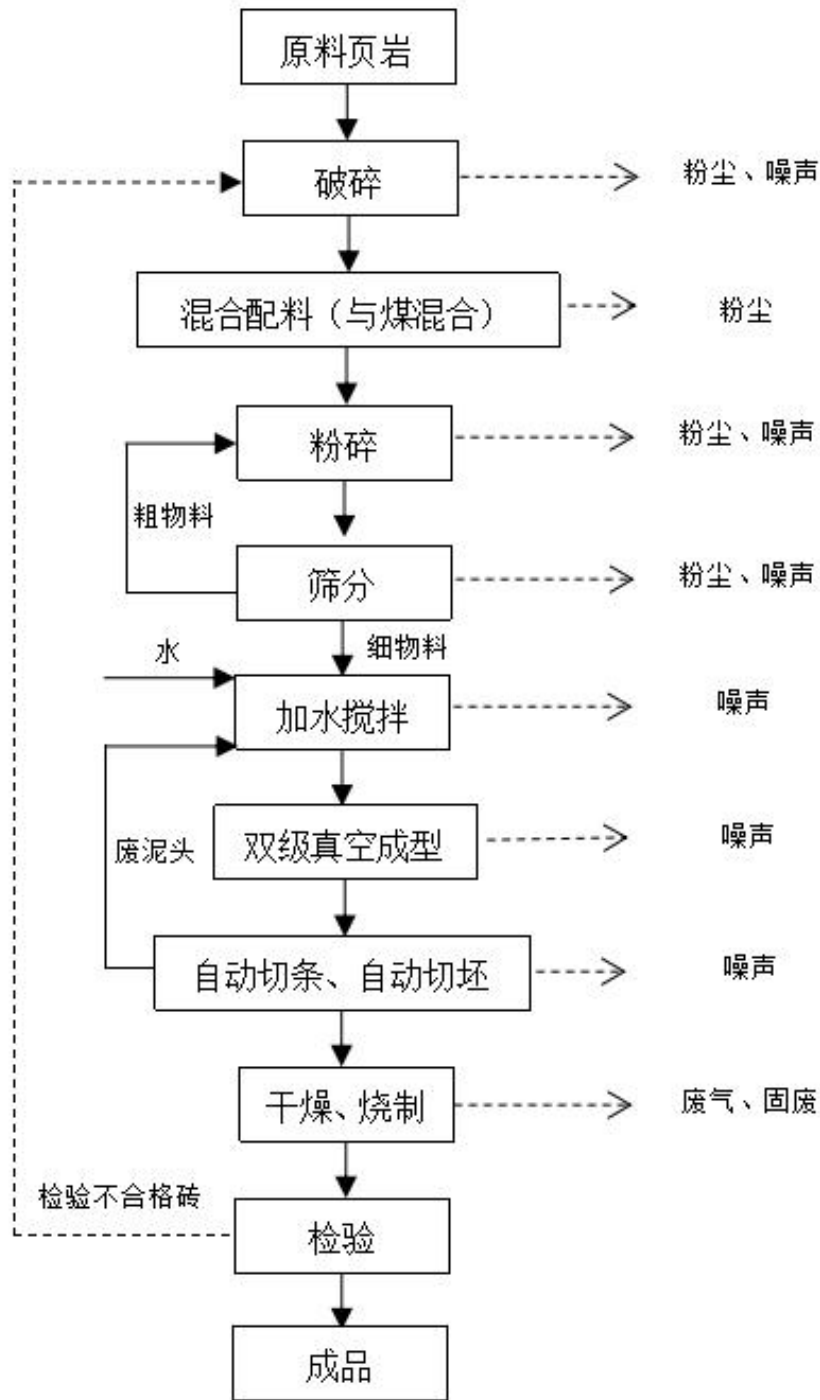 原料页岩
破碎
粉尘、噪声
混合配料（与煤混合）
粉尘
粉碎
粉尘、噪声
粗物料
筛分
粉尘、噪声
水
细物料
加水搅拌
噪声
废泥头
双级真空成型
噪声
自动切条、自动切坯
噪声
干燥、烧制
废气、固废
检验不合格砖
检验
成品